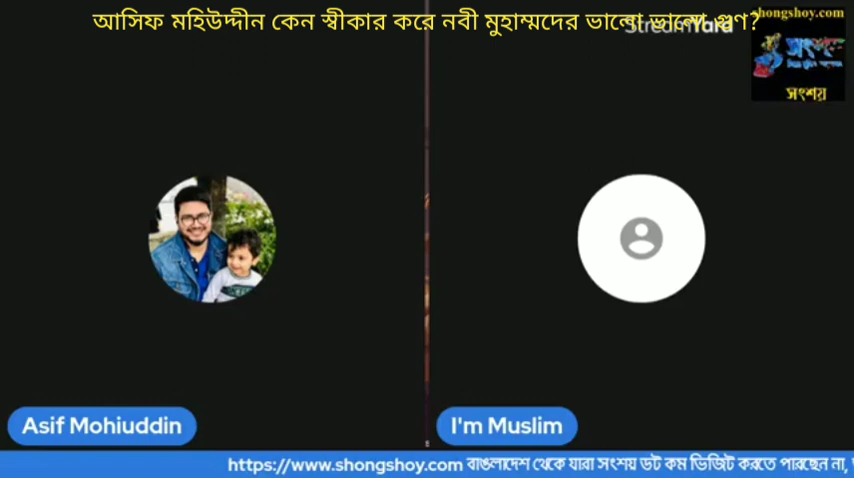 আসিফ মহিউদ্দীন কেন স্বীকার করে নবী মুহাম্মদের ভালো ভালো গুণ?
StreamYard
shongshoy.com
সংশয়
Asif Mohiuddin
I'm Muslim
https://www.shongshoy.com বাঙলাদেশ থেকে যারা সংশয় ডট কম ভিজিট করতে পারছেন না,